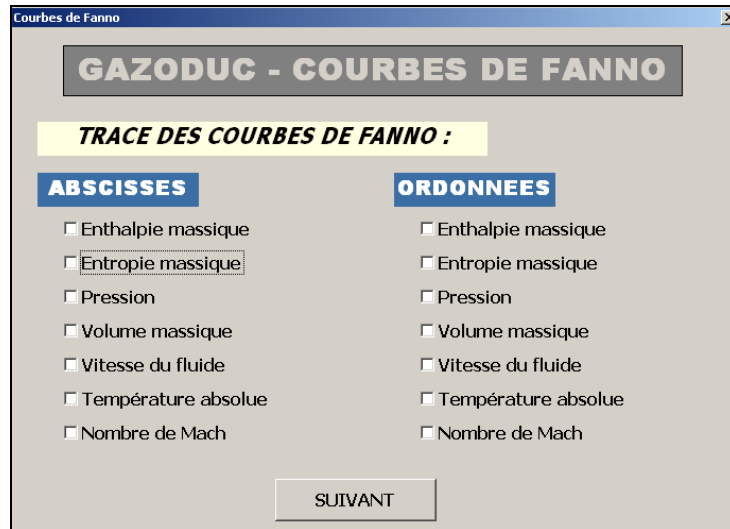 Courbes de Fanno
GAZODUC - COURBES DE FANNO
TRACE DES COURBES DE FANNO :
ABSCISSES
Enthalpie massique
Entropie massique
Pression
Volume massique
Vitesse du fluide
Température absolue
Nombre de Mach
ORDONNEES
Enthalpie massique
Entropie massique
Pression
Volume massique
Vitesse du fluide
Température absolue
Nombre de Mach
SUIVANT